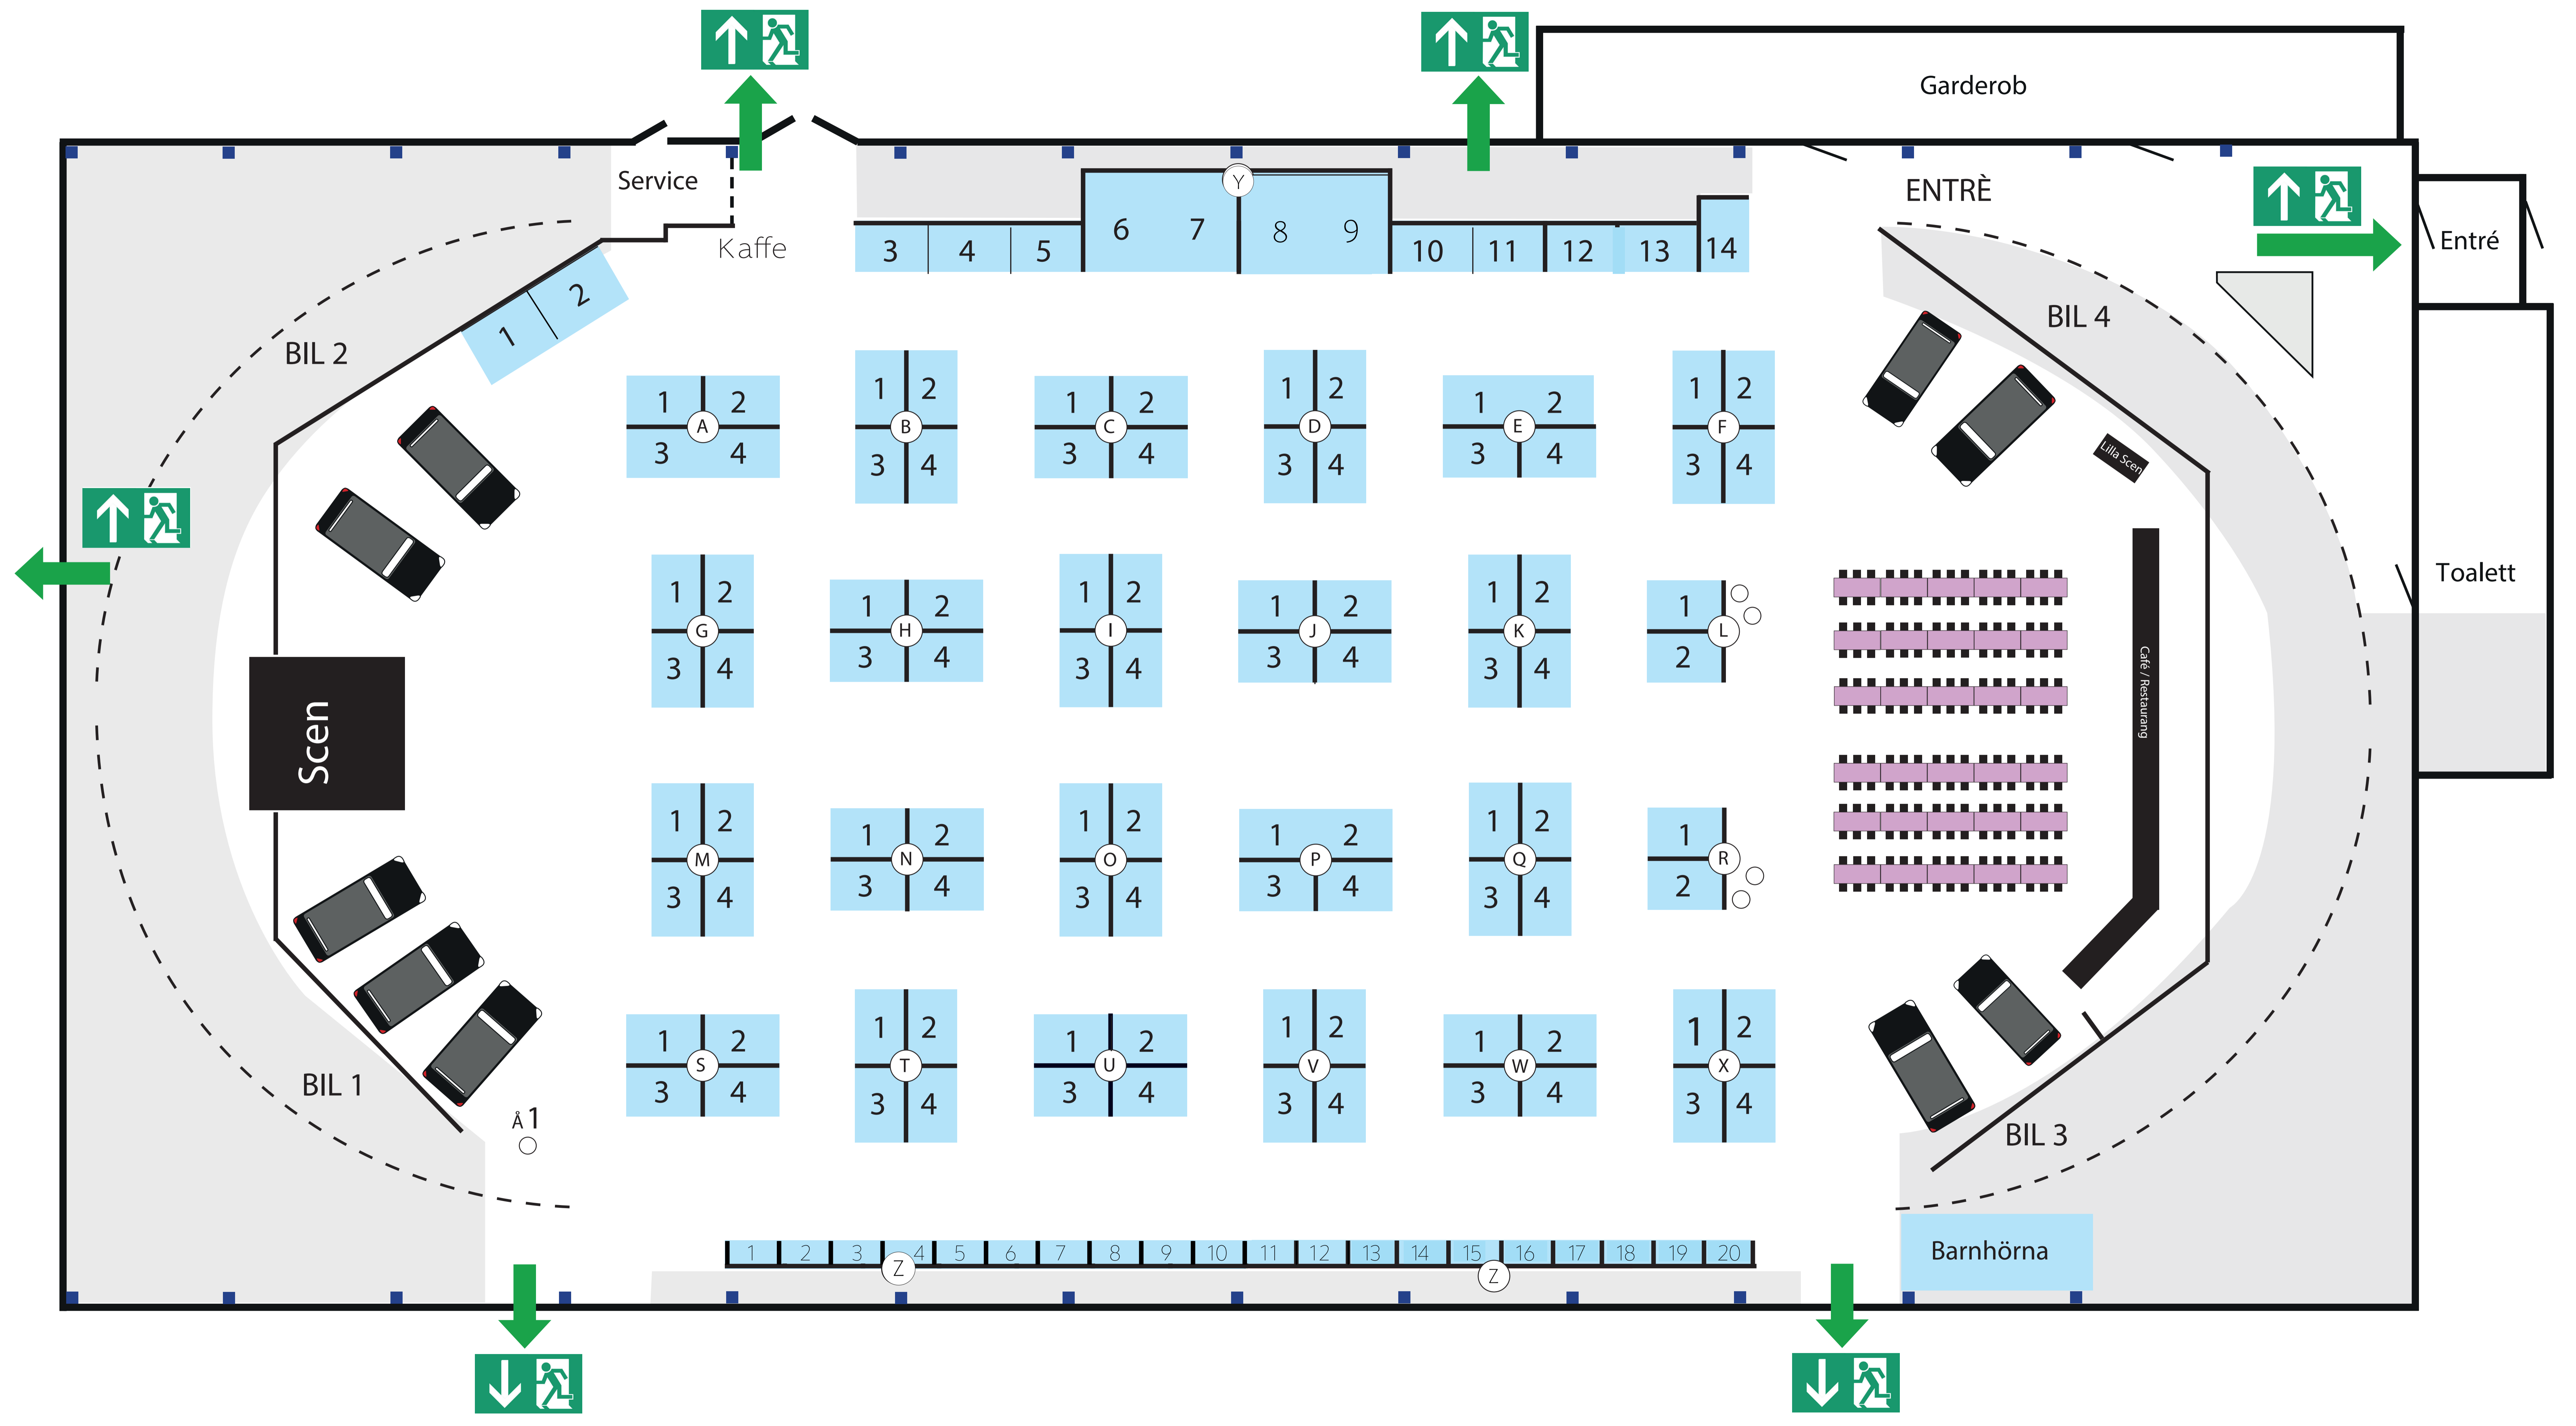 Garderob
Service
ENTRÈ
Entré
Kaffe
Y
3 4 5 6 7 8 9 10 11 12 13 14
1 2
BIL 2
BIL 4
1 2
A
3 4
1 2
B
3 4
1 2
C
3 4
1 2
D
3 4
1 2
E
3 4
1 2
F
3 4
Lilla Scen
Toalett
1 2
G
3 4
1 2
H
3 4
1 2
I
3 4
1 2
J
3 4
1 2
K
3 4
1
L
2
Scen
Café / Restaurang
1 2
M
3 4
1 2
N
3 4
1 2
O
3 4
1 2
P
3 4
1 2
Q
3 4
1
R
2
1 2
S
3 4
1 2
T
3 4
1 2
U
3 4
1 2
V
3 4
1 2
W
3 4
1 2
X
3 4
BIL 1
Å 1
BIL 3
1 2 3 4 5 6 7 8 9 10 11 12 13 14 15 16 17 18 19 20
Z Z
Barnhörna